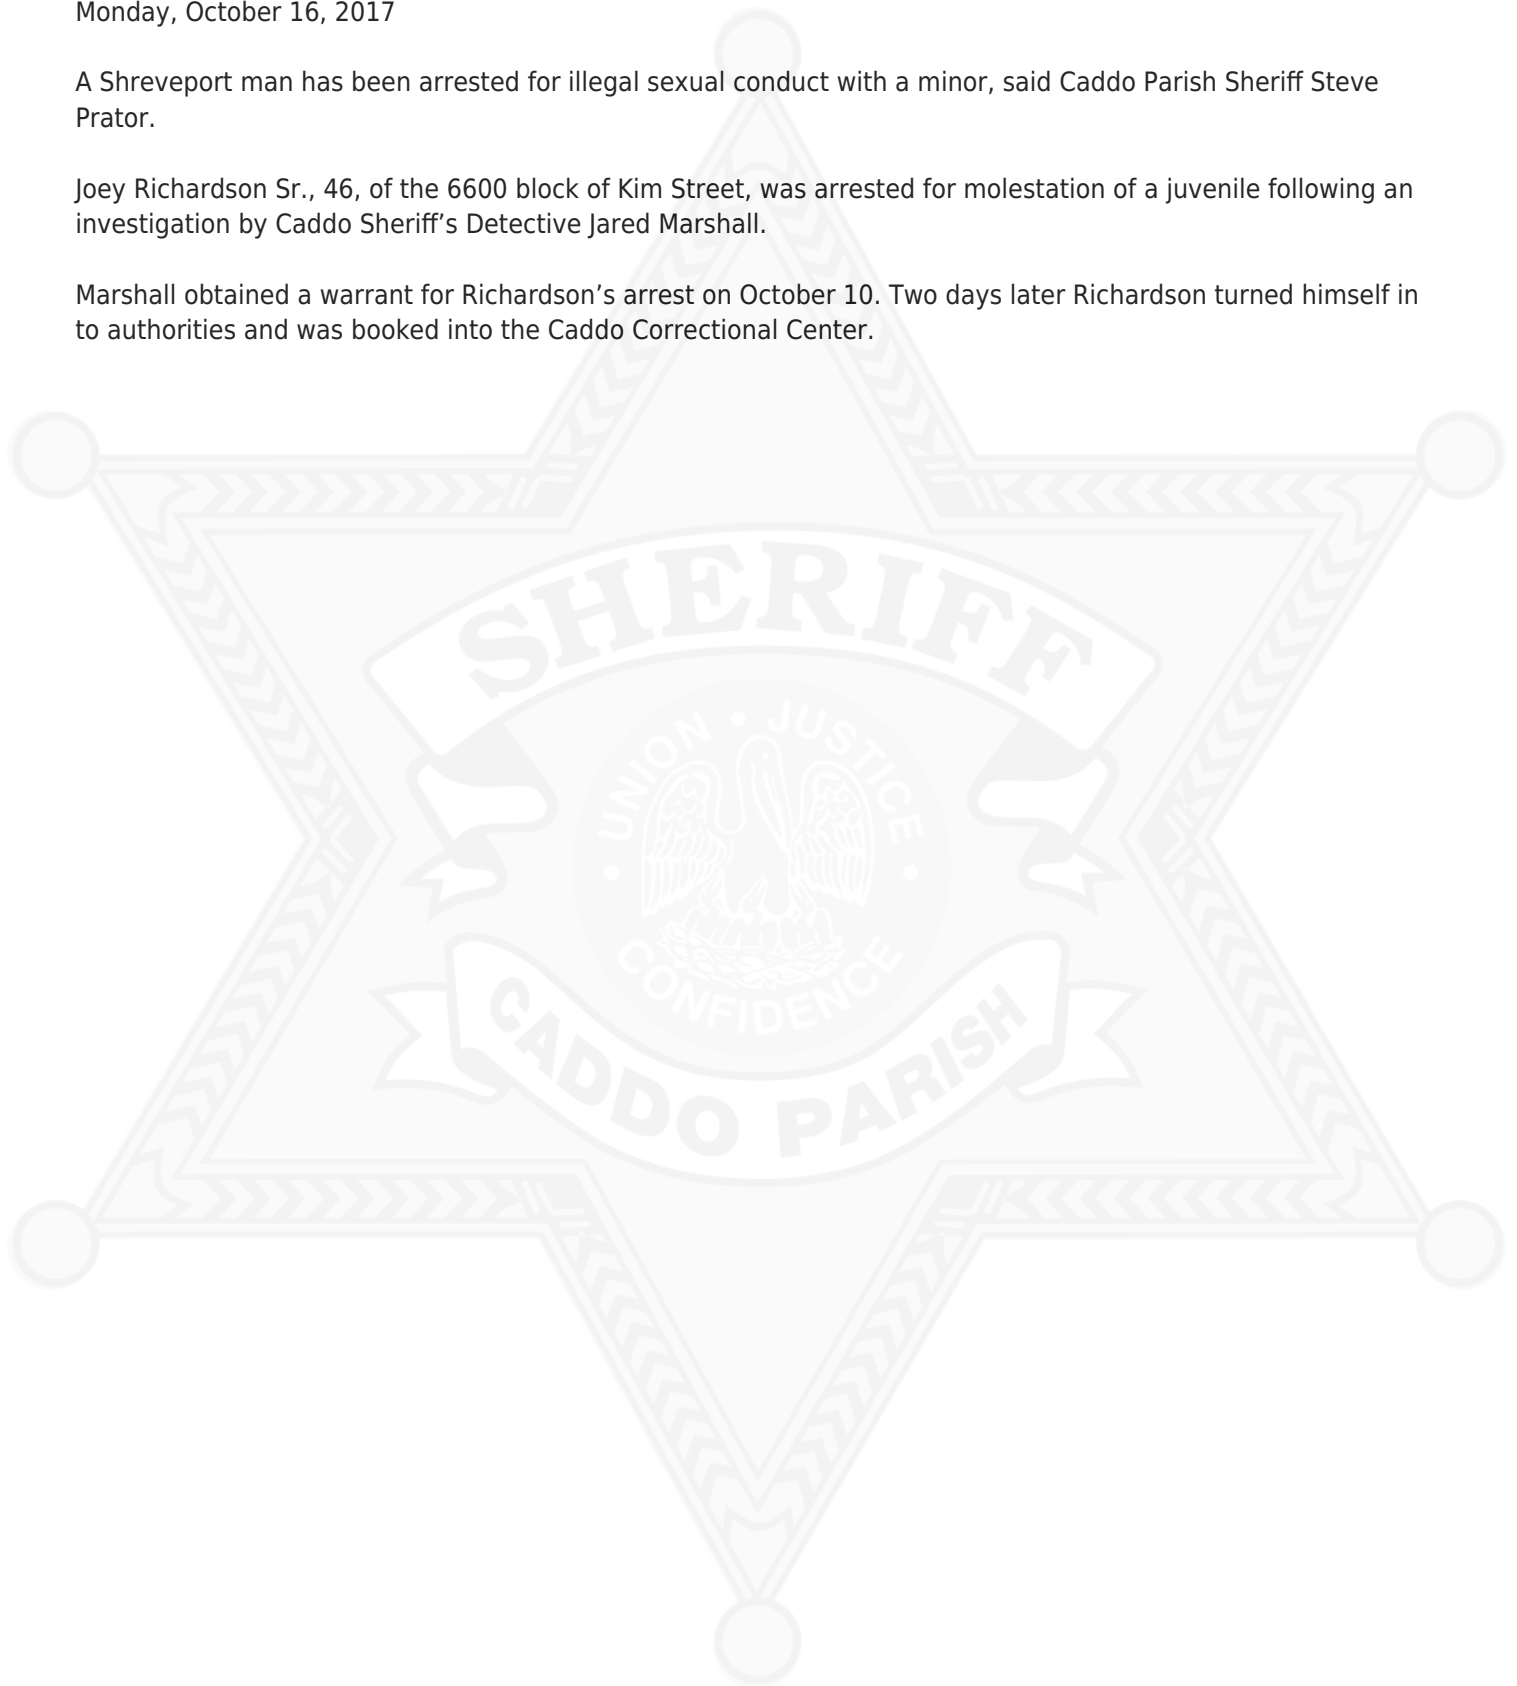 Monday, October 16, 2017
A Shreveport man has been arrested for illegal sexual conduct with a minor, said Caddo Parish Sheriff Steve
Prator.
Joey Richardson Sr., 46, of the 6600 block of Kim Street, was arrested for molestation of a juvenile following an
investigation by Caddo Sheriff’s Detective Jared Marshall.
Marshall obtained a warrant for Richardson’s arrest on October 10. Two days later Richardson turned himself in
to authorities and was booked into the Caddo Correctional Center.
SHERIFF
UNION • JUSTICE
• CONFIDENCE •
CADDO PARISH